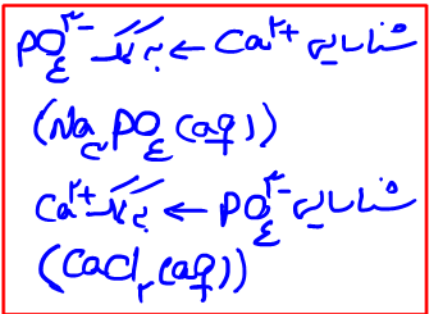 شناسایی Ca²⁺ ← به کمک PO₄³⁻
(Na₃PO₄(aq))
شناسایی PO₄³⁻ ← به کمک Ca²⁺
(CaCl₂(aq))